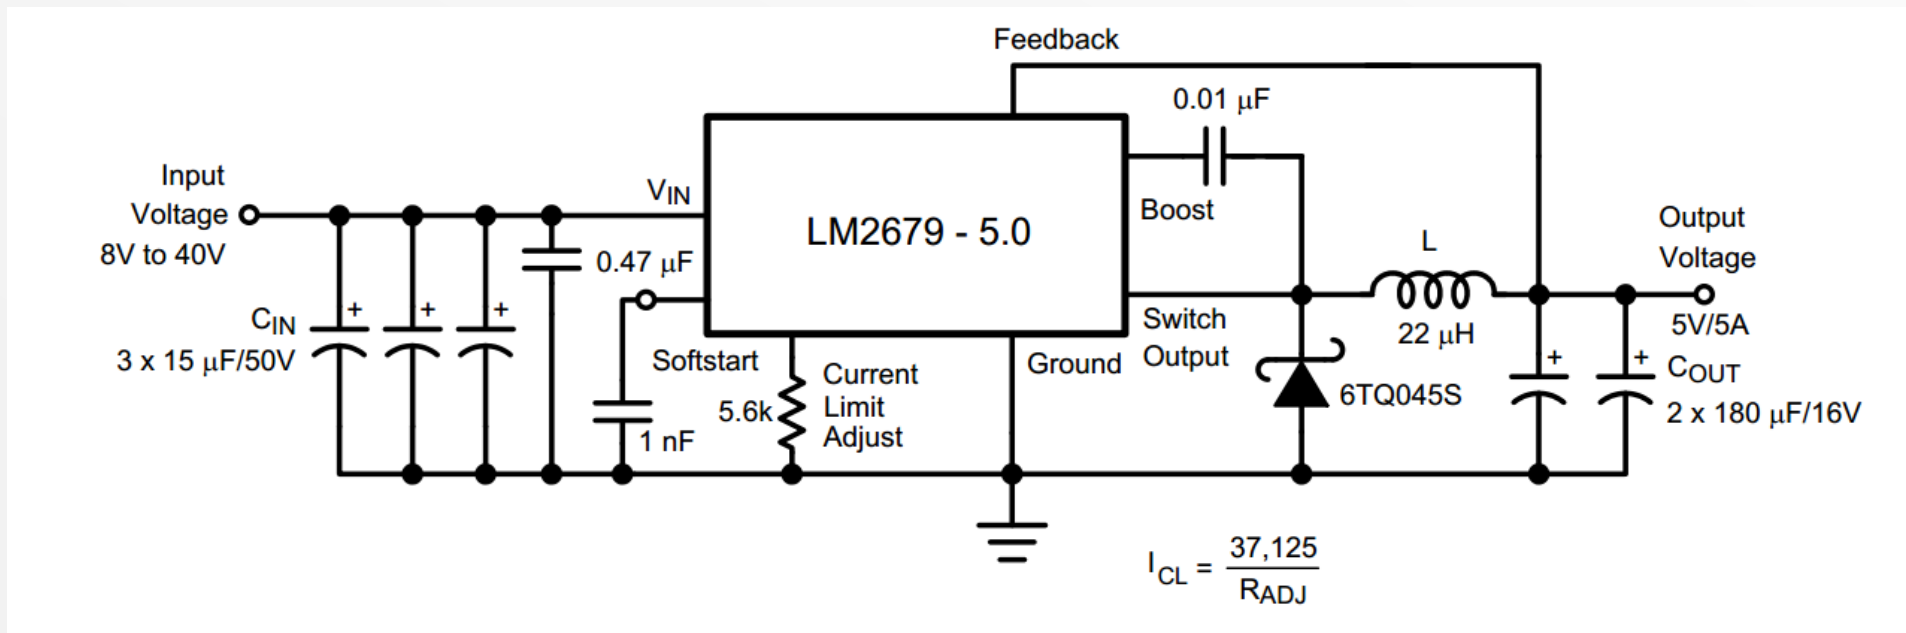 Feedback
0.01 μF
Input
Voltage
8V to 40V
VIN
LM2679 - 5.0
Boost
0.47 μF
CIN
3 x 15 μF/50V
+
+
+
Softstart
1 nF
5.6k
Current
Limit
Adjust
Ground
Switch
Output
L
22 μH
6TQ045S
Output
Voltage
5V/5A
+
+
COUT
2 x 180 μF/16V
ICL = 37,125
RADJ